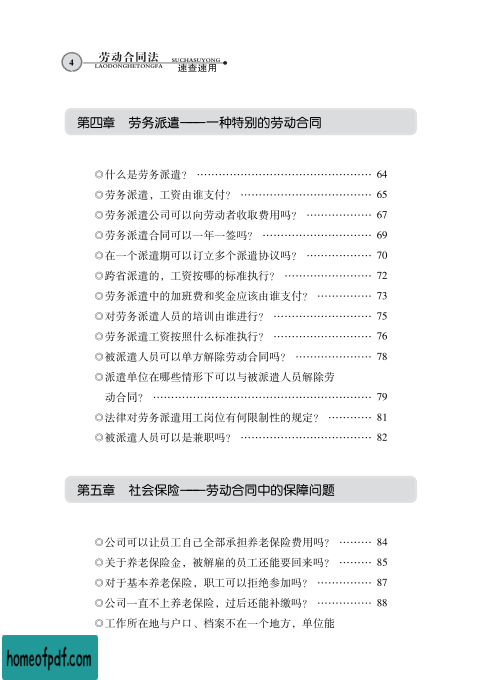 4
劳动合同法
LAODONGHETONGFA
SUCHASUYONG
速查速用
第四章 劳务派遣——一种特别的劳动合同
◎什么是劳务派遣? ………………………………………… 64
◎劳务派遣,工资由谁支付? ……………………………… 65
◎劳务派遣公司可以向劳动者收取费用吗? ……………… 67
◎劳务派遣合同可以一年一签吗? ………………………… 69
◎在一个派遣期可以订立多个派遣协议吗? ……………… 70
◎跨省派遣的,工资按哪的标准执行? …………………… 72
◎劳务派遣中的加班费和奖金应该由谁支付? …………… 73
◎对劳务派遣人员的培训由谁进行? ……………………… 75
◎劳务派遣工资按照什么标准执行? ……………………… 76
◎被派遣人员可以单方解除劳动合同吗? ………………… 78
◎派遣单位在哪些情形下可以与被派遣人员解除劳
动合同? …………………………………………………… 79
◎法律对劳务派遣用工岗位有何限制性的规定? ………… 81
◎被派遣人员可以是兼职吗? ……………………………… 82
第五章 社会保险——劳动合同中的保障问题
◎公司可以让员工自己全部承担养老保险费用吗? ……… 84
◎关于养老保险金,被解雇的员工还能要回来吗? ……… 85
◎对于基本养老保险,职工可以拒绝参加吗? …………… 87
◎公司一直不上养老保险,过后还能补缴吗? …………… 88
◎工作所在地与户口、档案不在一个地方,单位能
homeofpdf.com